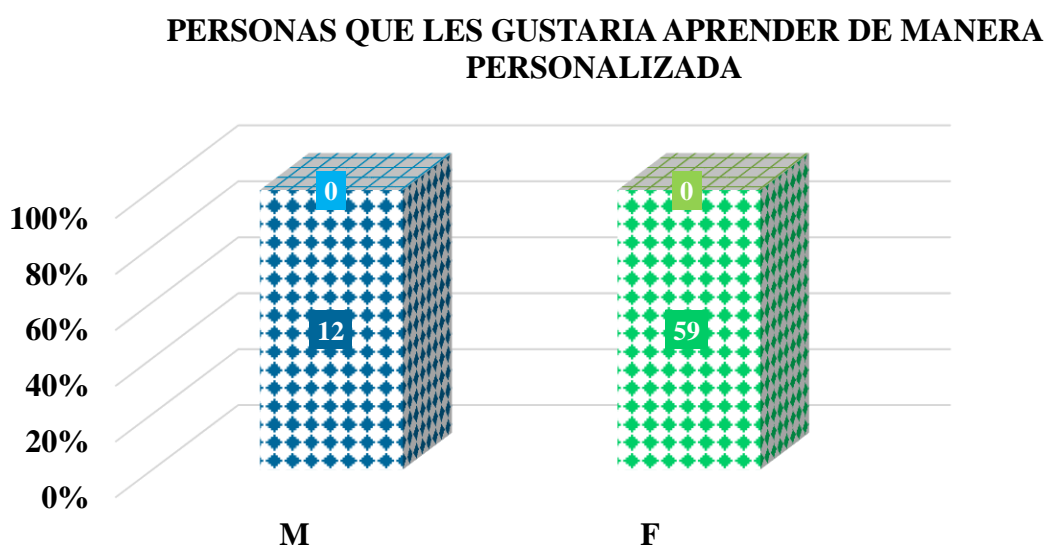 PERSONAS QUE LES GUSTARIA APRENDER DE MANERA
PERSONALIZADA
0 0
100%
80%
60%
12 59
40%
20%
0%
M F